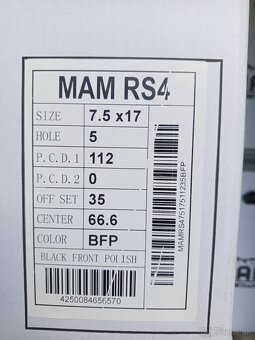 MAM RS4
SIZE 7.5 x17
HOLE 5
P.C.D.1 112
P.C.D.2 0
OFF SET 35
CENTER 66.6
COLOR BFP
BLACK FRONT POLISH
4250084656570
MAMRS47517511235BFP